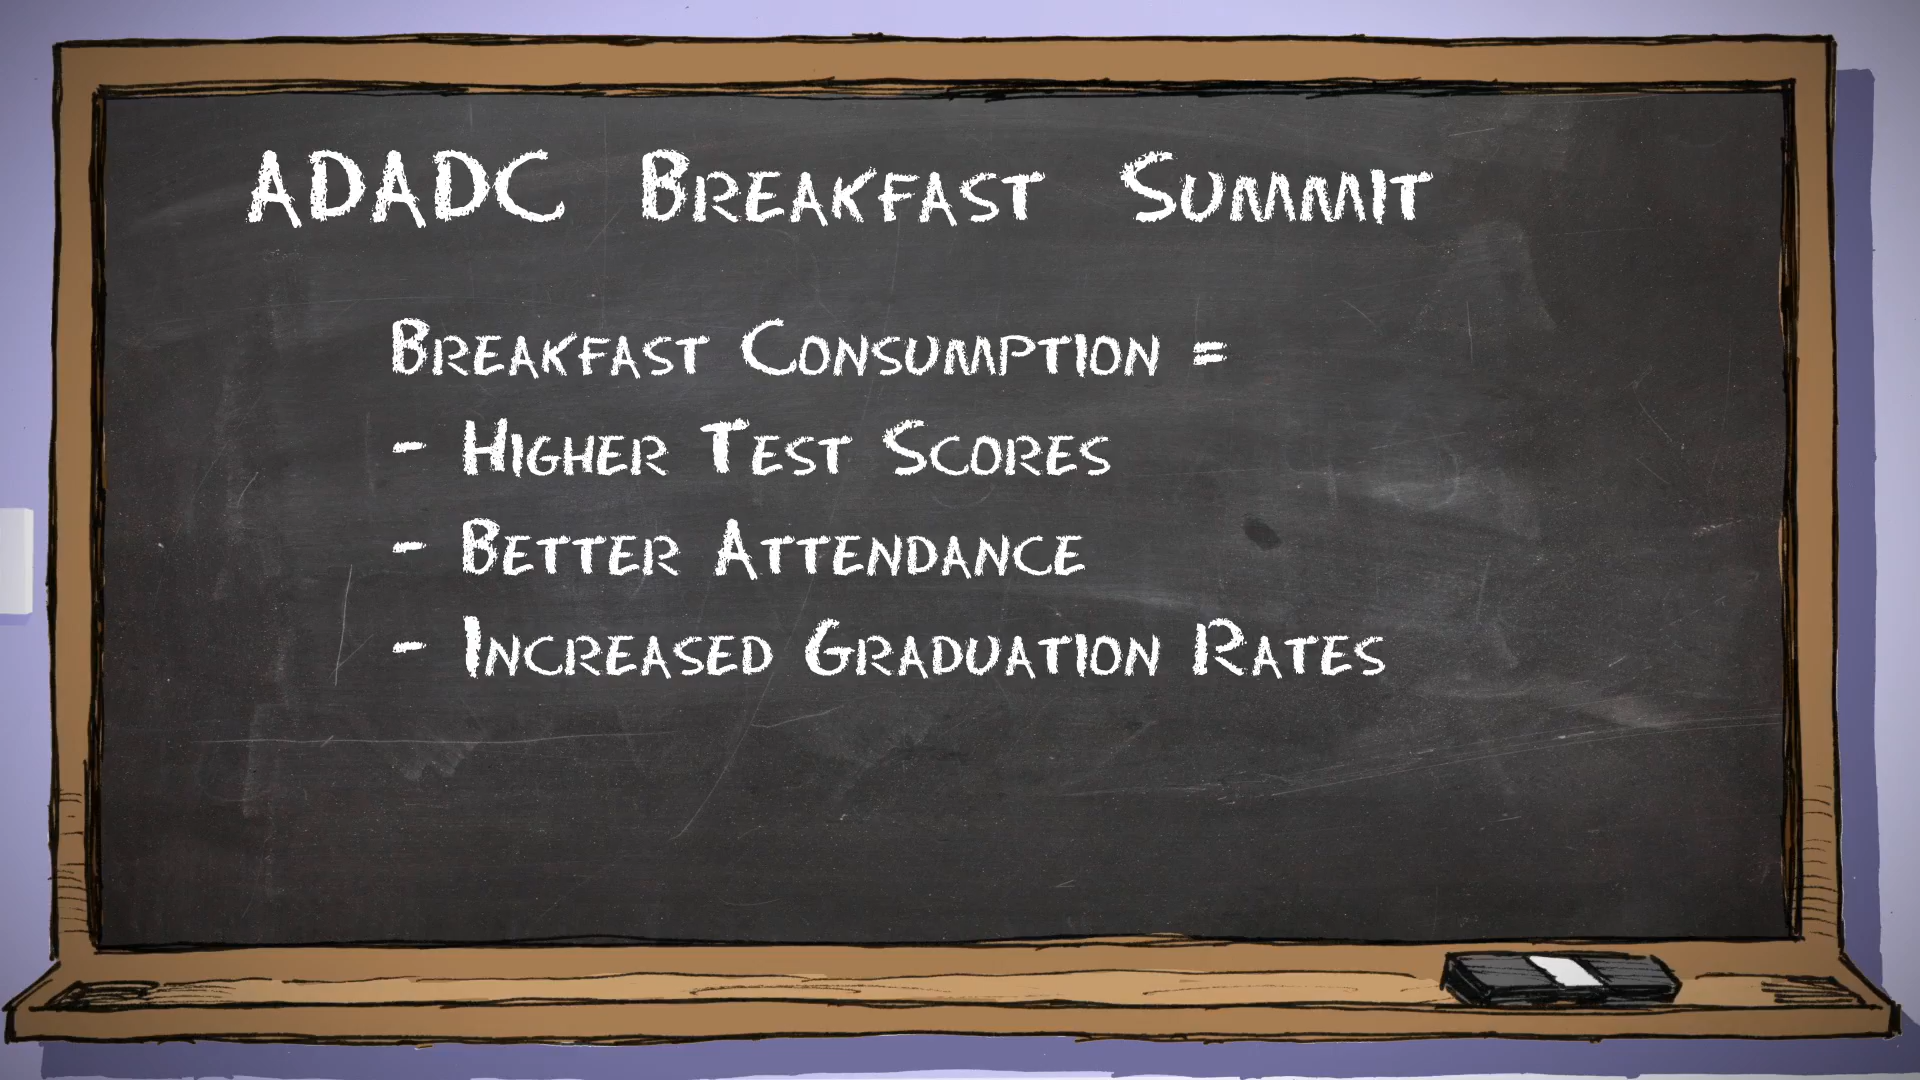 ADADC Breakfast Summit
Breakfast Consumption =
- Higher Test Scores
- Better Attendance
- Increased Graduation Rates